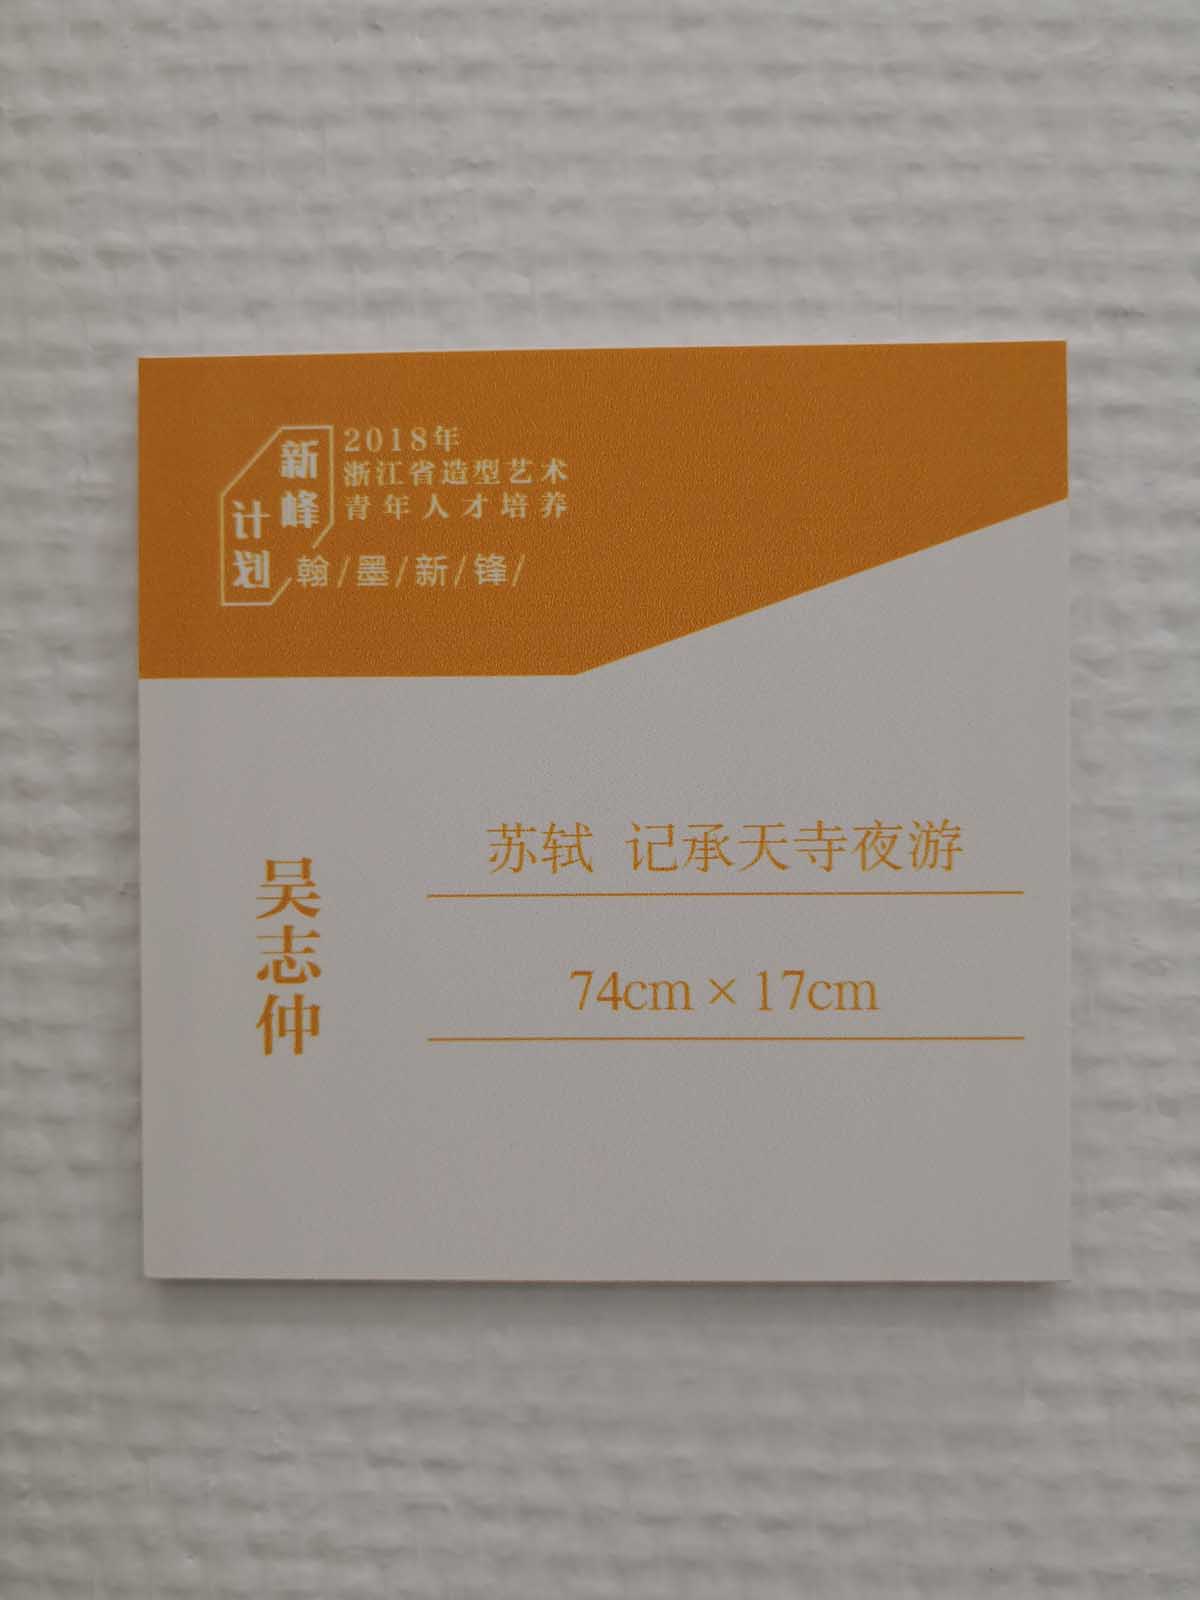 新峰
计划
2018年
浙江省造型艺术
青年人才培养
翰/墨/新/锋/
吴志仲
苏轼 记承天寺夜游
74cm×17cm